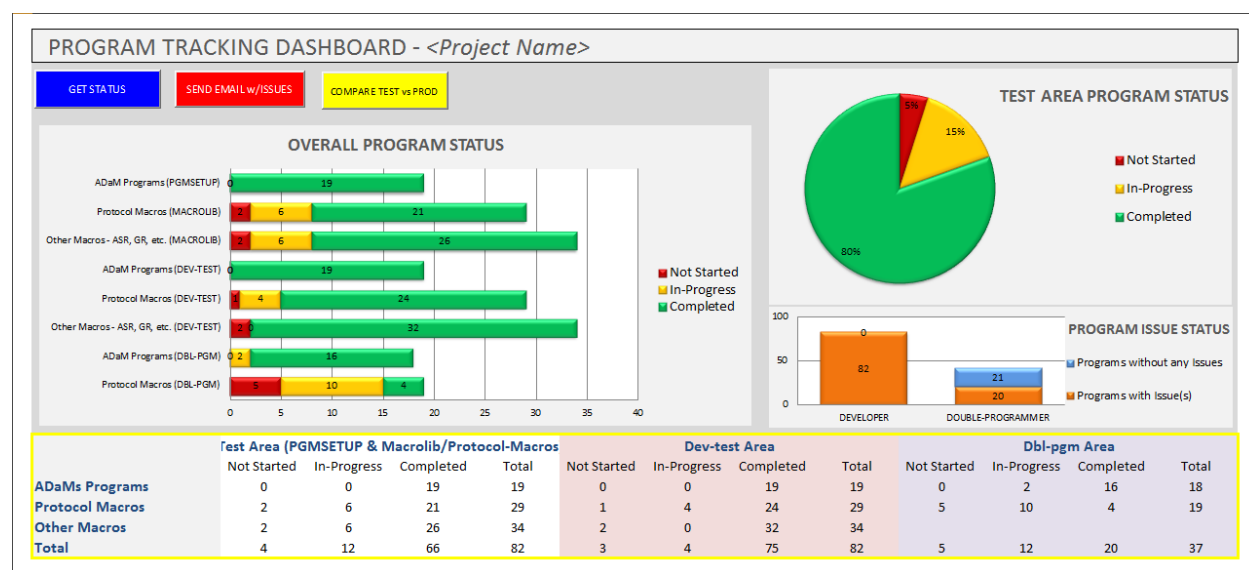 PROGRAM TRACKING DASHBOARD - <Project Name>
GET STATUS
SEND EMAIL w/ISSUES
COMPARE TEST vs PROD
OVERALL PROGRAM STATUS
ADaM Programs (PGMSETUP) 0 19
Protocol Macros (MACROLIB) 2 6 21
Other Macros - ASR, GR, etc. (MACROLIB) 2 6 26
ADaM Programs (DEV-TEST) 0 19
Protocol Macros (DEV-TEST) 1 4 24
Other Macros - ASR, GR, etc. (DEV-TEST) 2 0 32
ADaM Programs (DBL-PGM) 0 2 16
Protocol Macros (DBL-PGM) 5 10 4
0 5 10 15 20 25 30 35 40
Not Started
In-Progress
Completed
TEST AREA PROGRAM STATUS
5%
15%
80%
Not Started
In-Progress
Completed
PROGRAM ISSUE STATUS
100
50
0
0
82
21
20
DEVELOPER DOUBLE-PROGRAMMER
Programs without any Issues
Programs with Issue(s)
Test Area (PGMSETUP & Macrolib/Protocol-Macros Dev-test Area Dbl-pgm Area
Not Started In-Progress Completed Total Not Started In-Progress Completed Total Not Started In-Progress Completed Total
ADaMs Programs 0 0 19 19 0 0 19 19 0 2 16 18
Protocol Macros 2 6 21 29 1 4 24 29 5 10 4 19
Other Macros 2 6 26 34 2 0 32 34
Total 4 12 66 82 3 4 75 82 5 12 20 37